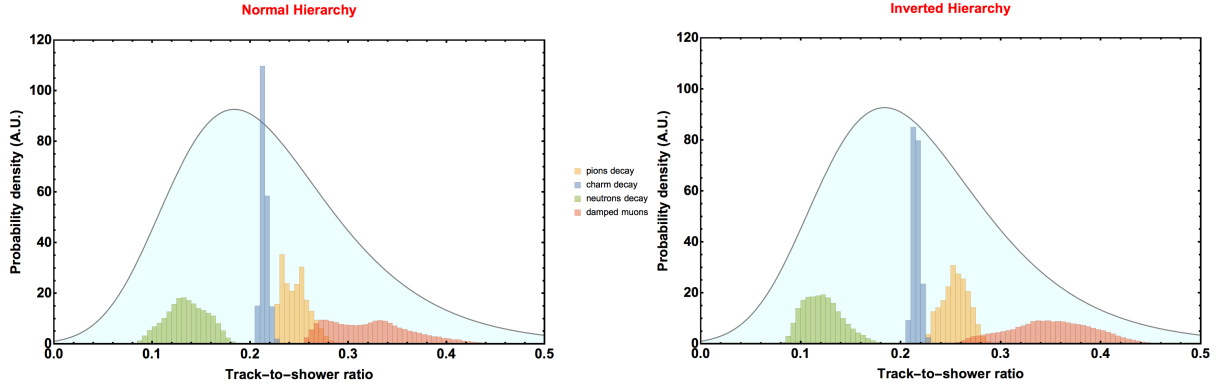 Normal Hierarchy
120
100
80
60
40
20
0
0.0 0.1 0.2 0.3 0.4 0.5
Probability density (A.U.)
Track-to-shower ratio
pions decay
charm decay
neutrons decay
damped muons
Inverted Hierarchy
120
100
80
60
40
20
0
0.0 0.1 0.2 0.3 0.4 0.5
Probability density (A.U.)
Track-to-shower ratio